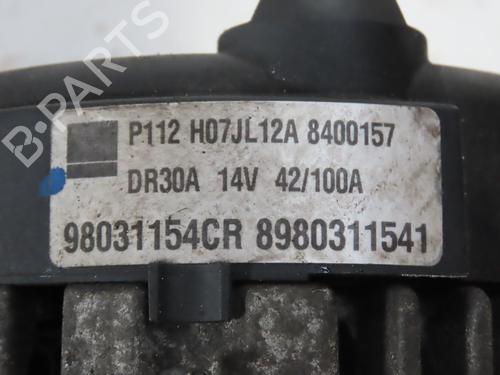 P112 H07JL12A 8400157
DR30A 14V 42/100A
98031154CR 8980311541
B-PARTS